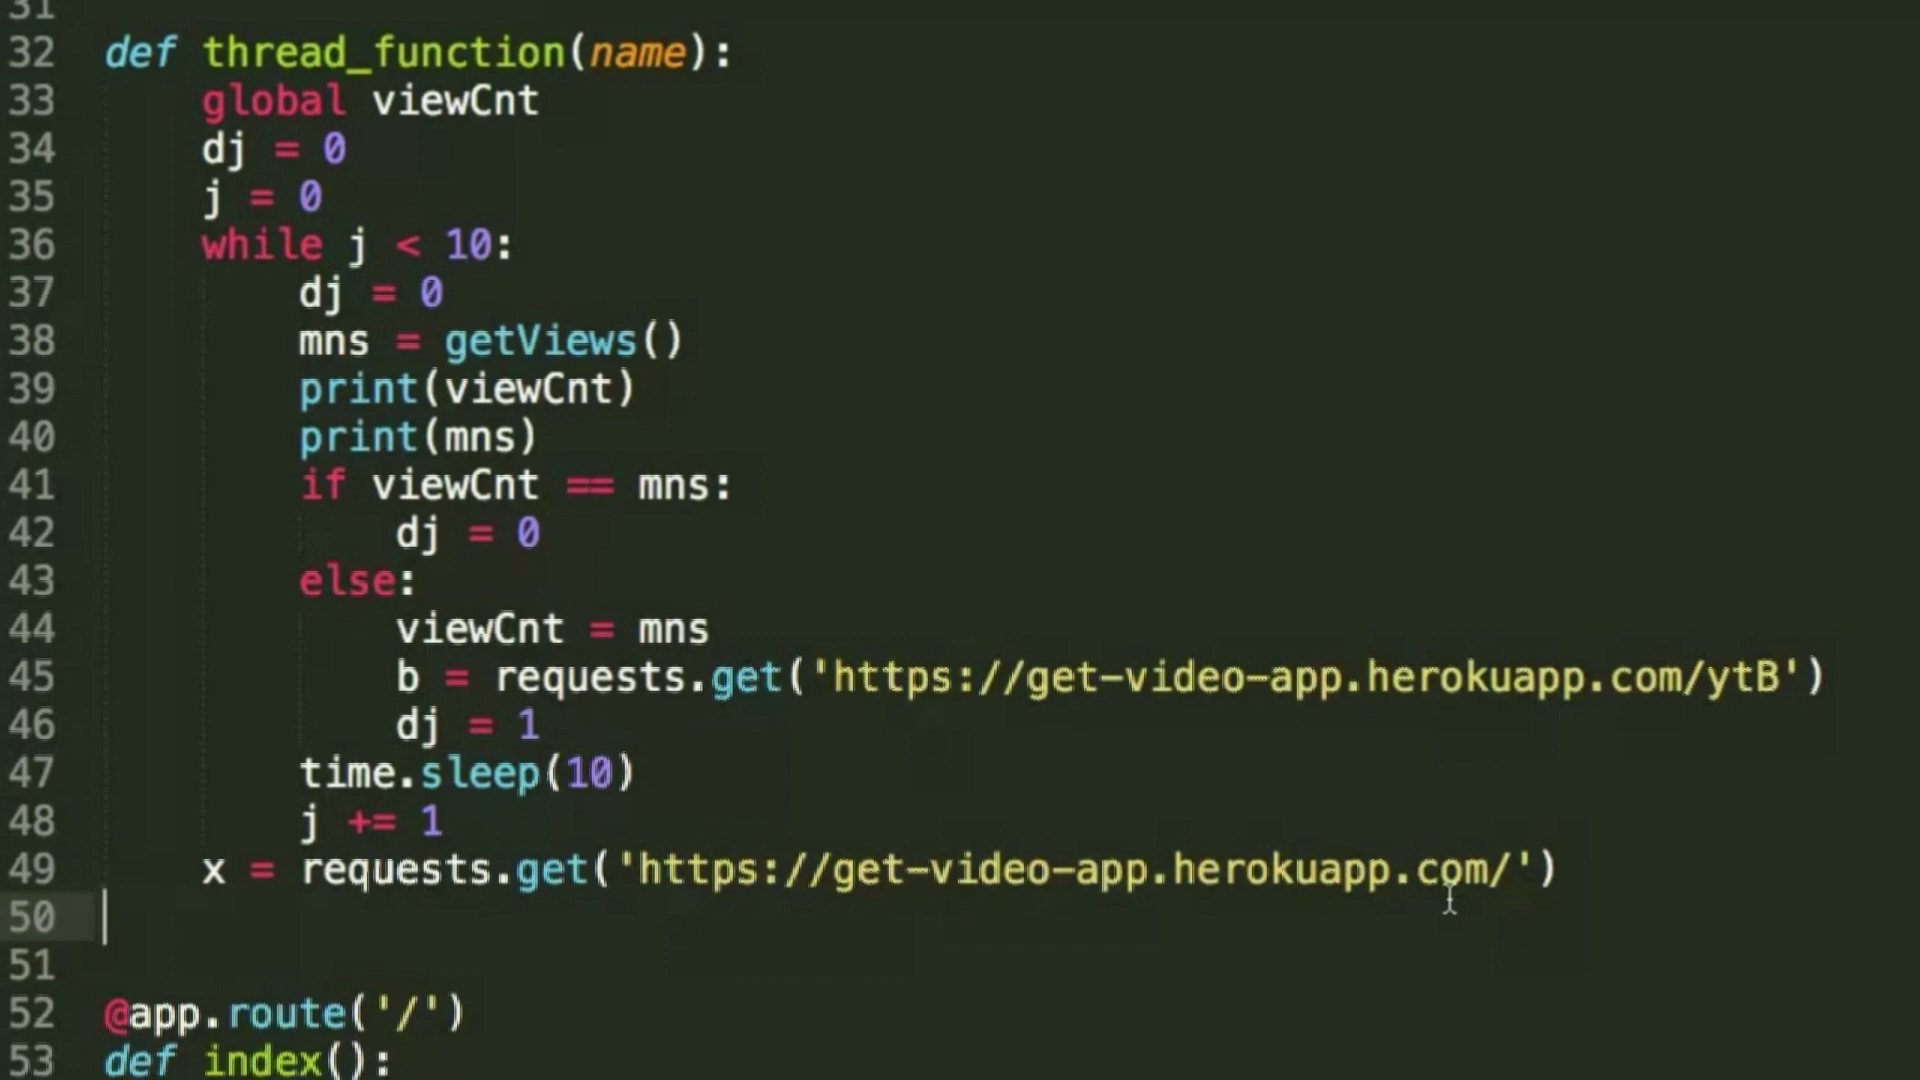 31
32 def thread_function(name):
33 global viewCnt
34 dj = 0
35 j = 0
36 while j < 10:
37 dj = 0
38 mns = getViews()
39 print(viewCnt)
40 print(mns)
41 if viewCnt == mns:
42 dj = 0
43 else:
44 viewCnt = mns
45 b = requests.get('https://get-video-app.herokuapp.com/ytB')
46 dj = 1
47 time.sleep(10)
48 j += 1
49 x = requests.get('https://get-video-app.herokuapp.com/')
50
51
52 @app.route('/')
53 def index():